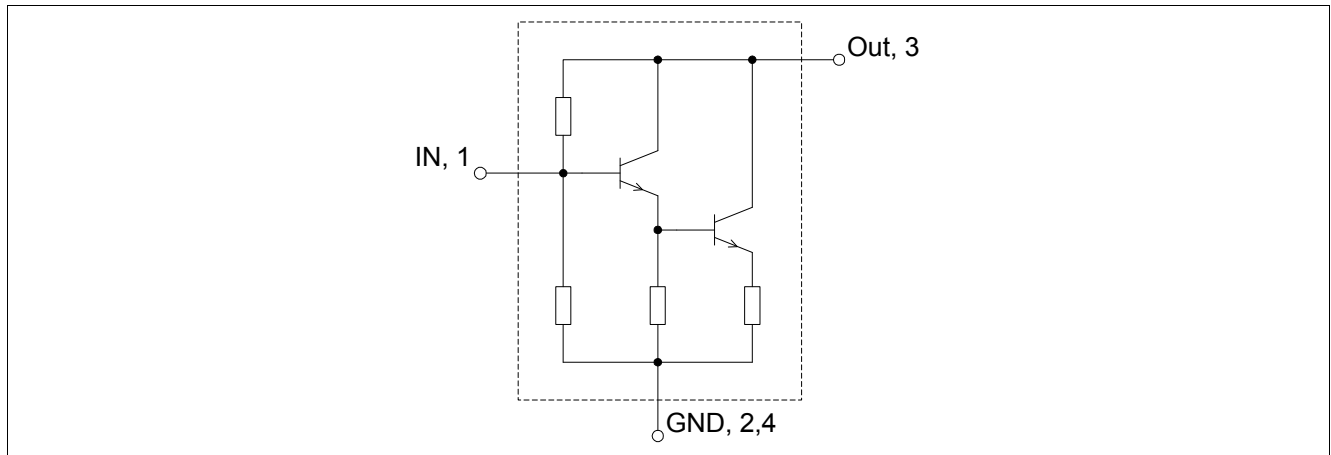 Out, 3
IN, 1
GND, 2,4